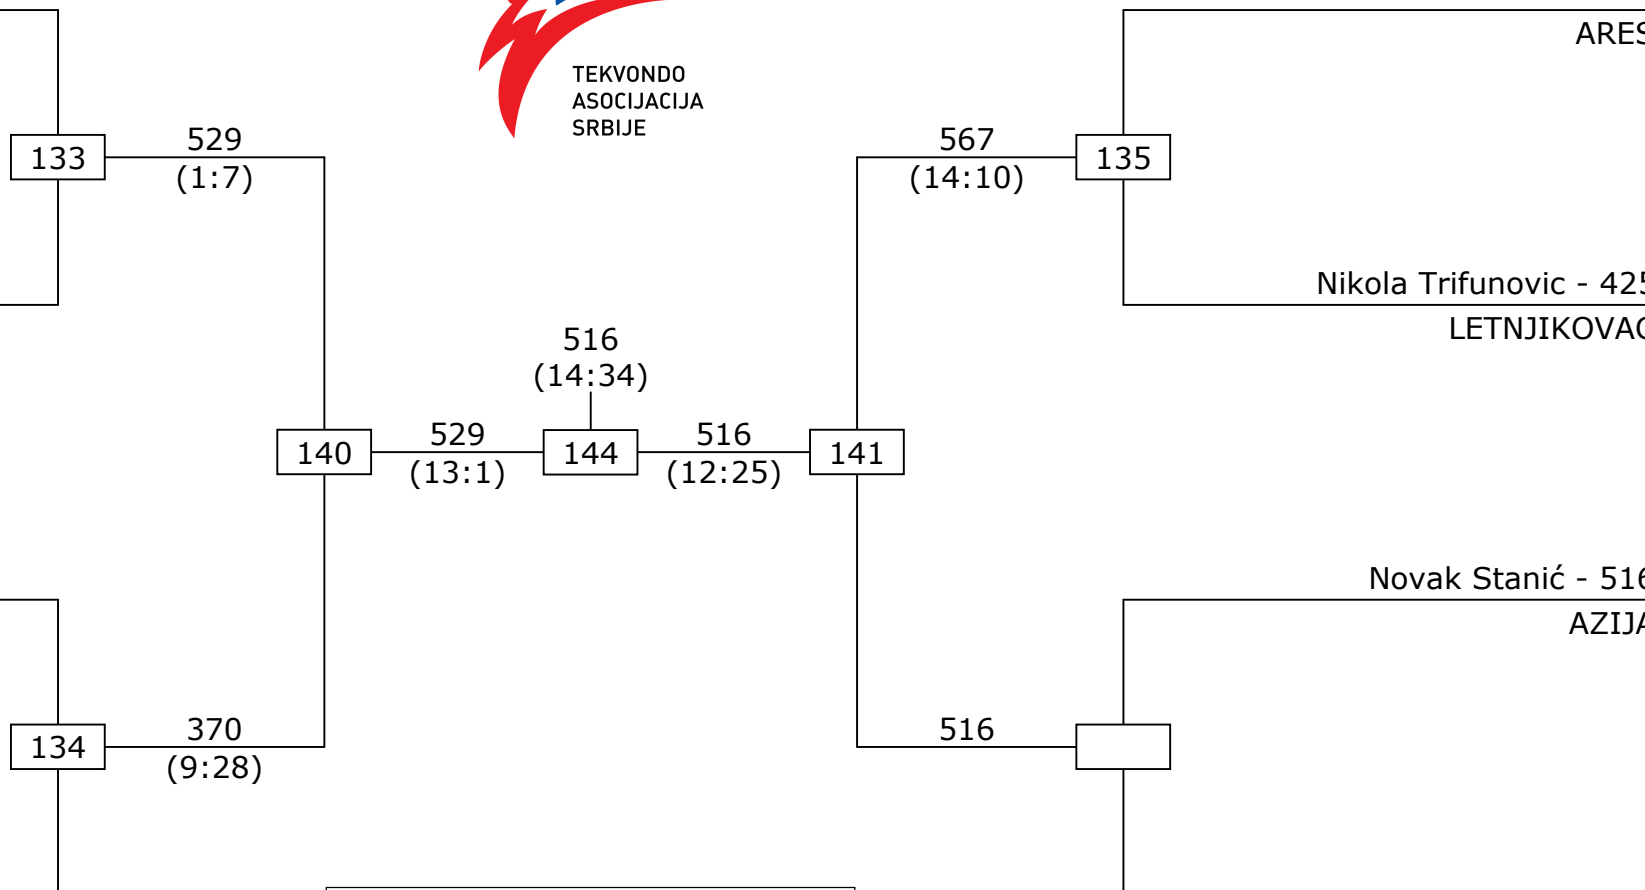 ARES
TEKVONDO
ASOCIJACIJA
SRBIJE
529
133
(1:7)
567
135
(14:10)
Nikola Trifunovic - 425
LETNJIKOVAC
516
(14:34)
140
529
(13:1)
144
516
(12:25)
141
Novak Stanić - 516
AZIJA
134
370
(9:28)
516